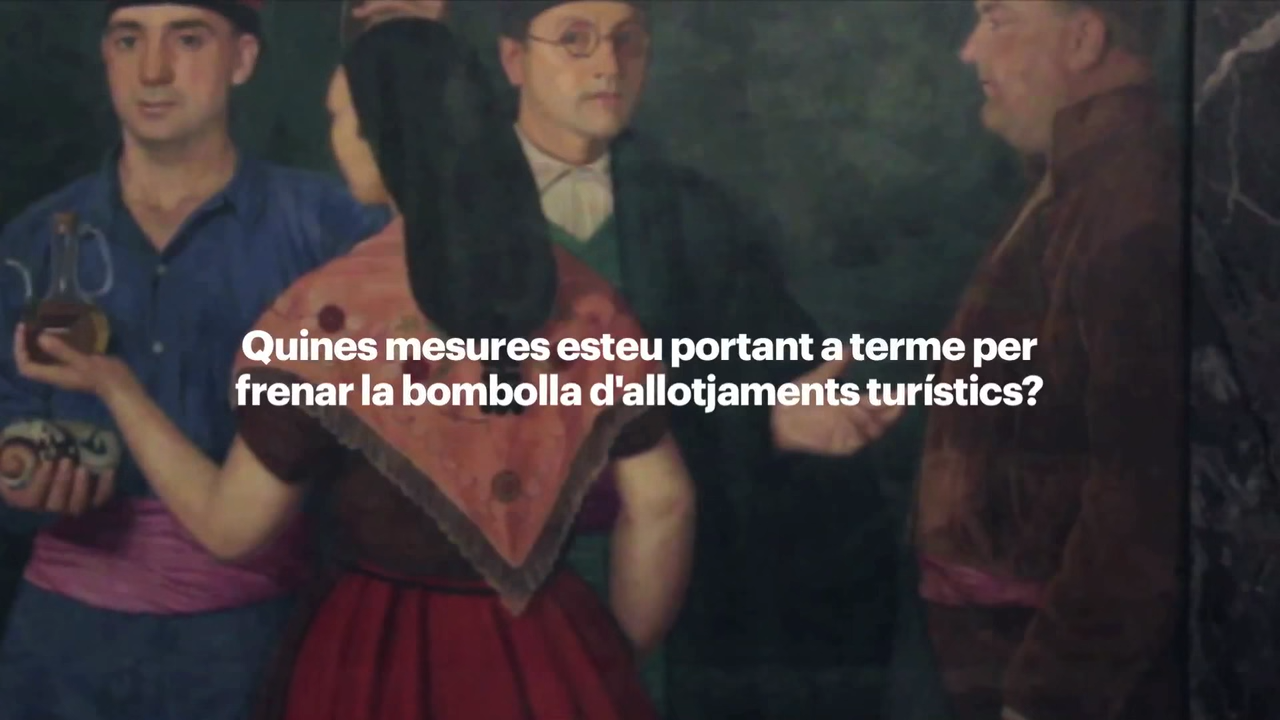 Quines mesures esteu portant a terme per
frenar la bombolla d'allotjaments turístics?